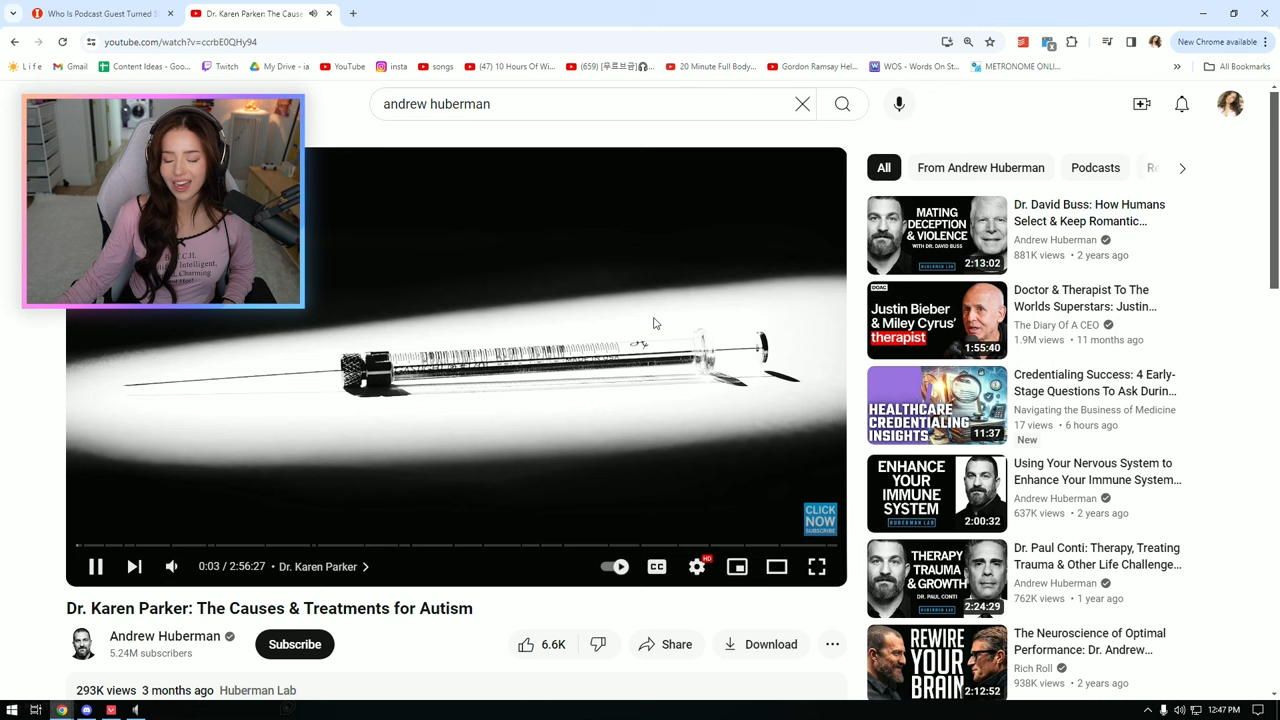 Who Is Podcast Guest Turned S
Dr. Karen Parker: The Cause
youtube.com/watch?v=ccrbE0QHy94
New Chrome available
L i f e
Gmail
Content Ideas - Goo...
Twitch
My Drive - ia
YouTube
insta
songs
(47) 10 Hours Of Wi...
20 Minute Full Body...
Gordon Ramsay Hel...
WOS - Words On St...
METRONOME ONLI...
All Bookmarks
andrew huberman
B.I.T.C.H.
Intelligent,
Charming
CLICK
NOW
SUBSCRIBE
0:03 / 2:56:27 • Dr. Karen Parker
CC
HD
Dr. Karen Parker: The Causes & Treatments for Autism
Andrew Huberman
5.24M subscribers
Subscribe
6.6K
Share
Download
293K views 3 months ago Huberman Lab
All
From Andrew Huberman
Podcasts
Re
MATING
DECEPTION
& VIOLENCE
WITH DR. DAVID BUSS
HUBERMAN LAB
2:13:02
Dr. David Buss: How Humans
Select & Keep Romantic...
Andrew Huberman
881K views • 2 years ago
DOAC
Justin Bieber
& Miley Cyrus'
therapist
1:55:40
Doctor & Therapist To The
Worlds Superstars: Justin...
The Diary Of A CEO
1.9M views • 11 months ago
HEALTHCARE
CREDENTIALING
INSIGHTS
11:37
Credentialing Success: 4 Early-
Stage Questions To Ask Durin...
Navigating the Business of Medicine
17 views • 6 hours ago
New
ENHANCE
YOUR
IMMUNE
SYSTEM
HUBERMAN LAB
2:00:32
Using Your Nervous System to
Enhance Your Immune System...
Andrew Huberman
637K views • 2 years ago
THERAPY
TRAUMA
& GROWTH
DR. PAUL CONTI
HUBERMAN LAB
2:24:29
Dr. Paul Conti: Therapy, Treating
Trauma & Other Life Challenge...
Andrew Huberman
762K views • 1 year ago
REWIRE
YOUR
BRAIN
2:12:52
The Neuroscience of Optimal
Performance: Dr. Andrew...
Rich Roll
938K views • 2 years ago
12:47 PM